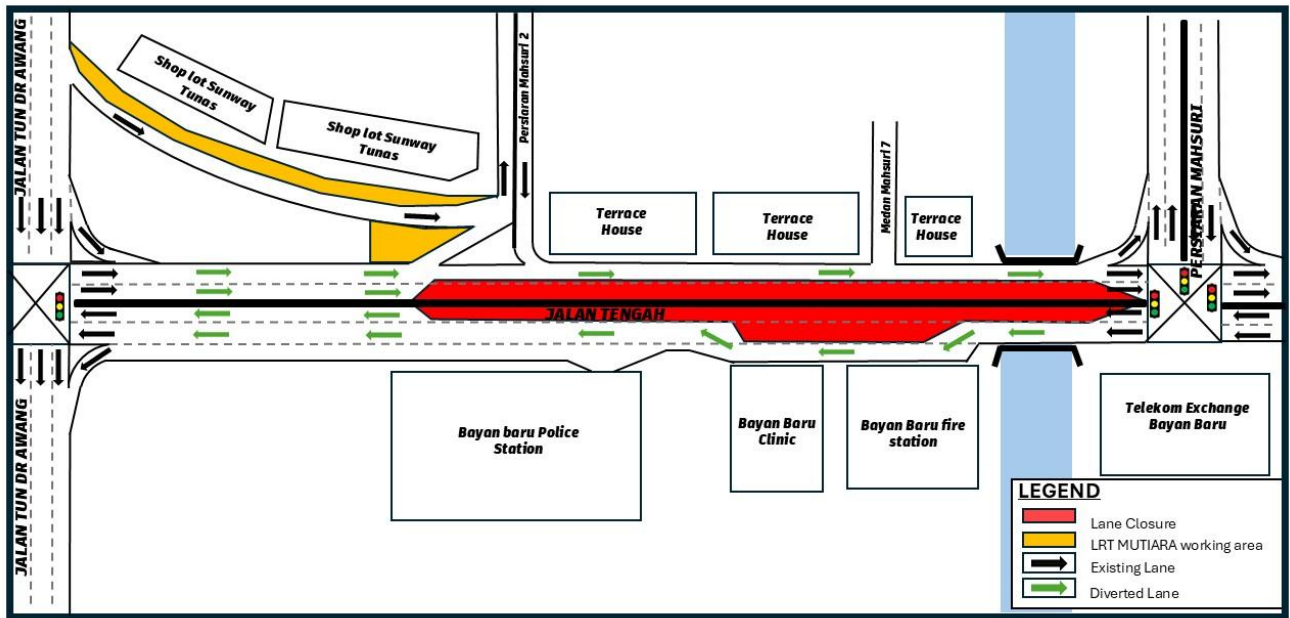 JALAN TUN DR AWANG
Shop lot Sunway
Tunas
Shop lot Sunway
Tunas
Persiaran Mahsuri 2
Medan Mahsuri 7
PERSIARAN MAHSURI
Terrace
House
Terrace
House
Terrace
House
JALAN TENGAH
JALAN TUN DR AWANG
Bayan baru Police
Station
Bayan Baru
Clinic
Bayan Baru fire
station
Telekom Exchange
Bayan Baru
LEGEND
Lane Closure
LRT MUTIARA working area
Existing Lane
Diverted Lane